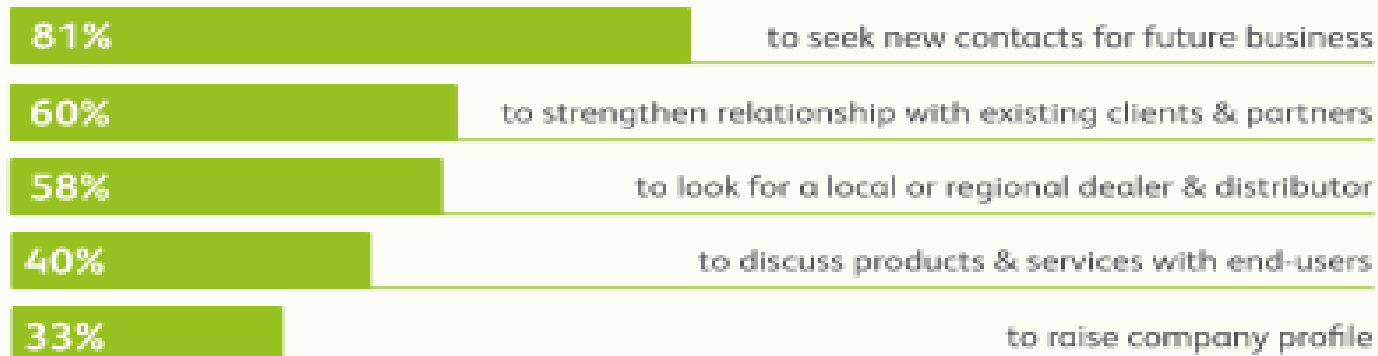 81% to seek new contacts for future business
60% to strengthen relationship with existing clients & partners
58% to look for a local or regional dealer & distributor
40% to discuss products & services with end-users
33% to raise company profile